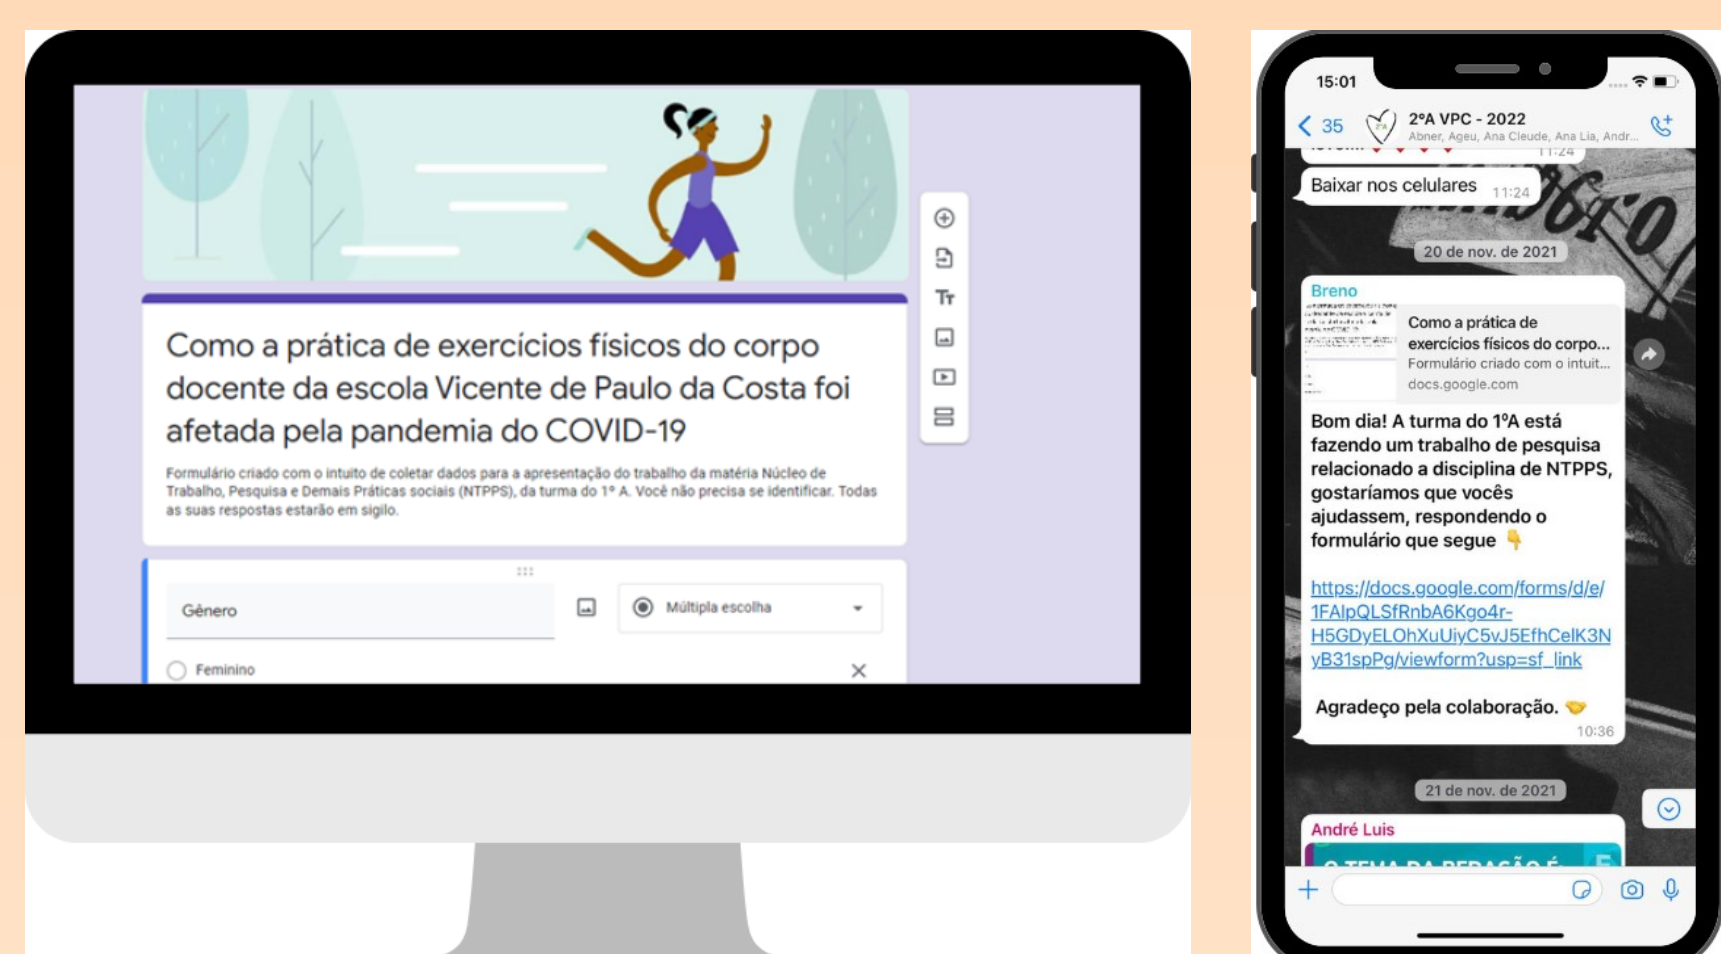 Como a prática de exercícios físicos do corpo
docente da escola Vicente de Paulo da Costa foi
afetada pela pandemia do COVID-19
Formulário criado com o intuito de coletar dados para a apresentação do trabalho da matéria Núcleo de
Trabalho, Pesquisa e Demais Práticas sociais (NTPPS), da turma do 1º A. Você não precisa se identificar. Todas
as suas respostas estarão em sigilo.
Gênero
Múltipla escolha
Feminino
15:01
35
2ºA VPC - 2022
Abner, Ageu, Ana Cleude, Ana Lia, Andr...
11:24
Baixar nos celulares 11:24
20 de nov. de 2021
Breno
Como a prática de
exercícios físicos do corpo...
Formulário criado com o intuit...
docs.google.com
Bom dia! A turma do 1ºA está
fazendo um trabalho de pesquisa
relacionado a disciplina de NTPPS,
gostaríamos que vocês
ajudassem, respondendo o
formulário que segue 👇
https://docs.google.com/forms/d/e/
1FAIpQLSfRnbA6Kgo4r-
H5GDyELOhXuUiyC5vJ5EfhCelK3N
yB31spPg/viewform?usp=sf_link
Agradeço pela colaboração. 🤝
10:36
21 de nov. de 2021
André Luis
O TEMA DA REDAÇÃO É: